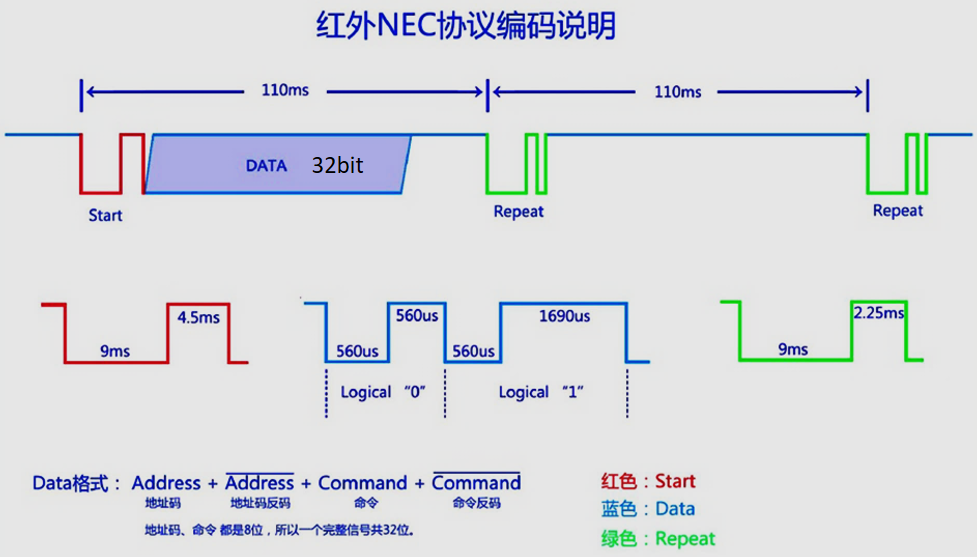 红外NEC协议编码说明
110ms 110ms
DATA 32bit
Start Repeat Repeat
4.5ms 560us 1690us 2.25ms
9ms 560us 560us 9ms
Logical “0” Logical “1”
Data格式： Address + Address + Command + Command
地址码 地址码反码 命令 命令反码
地址码、命令 都是8位，所以一个完整信号共32位。
红色：Start
蓝色：Data
绿色：Repeat